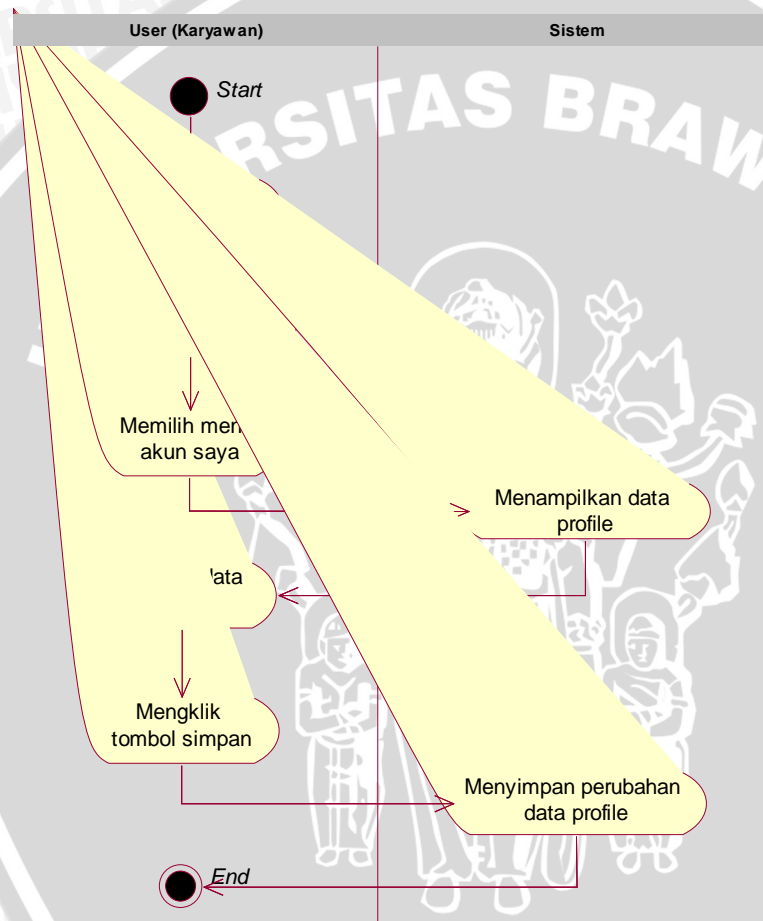 User (Karyawan)
Sistem
Start
RSITAS BRAW
Memilih
akun saya
Menampilkan data
profile
Mengklik
tombol simpan
Menyimpan perubahan
data profile
End